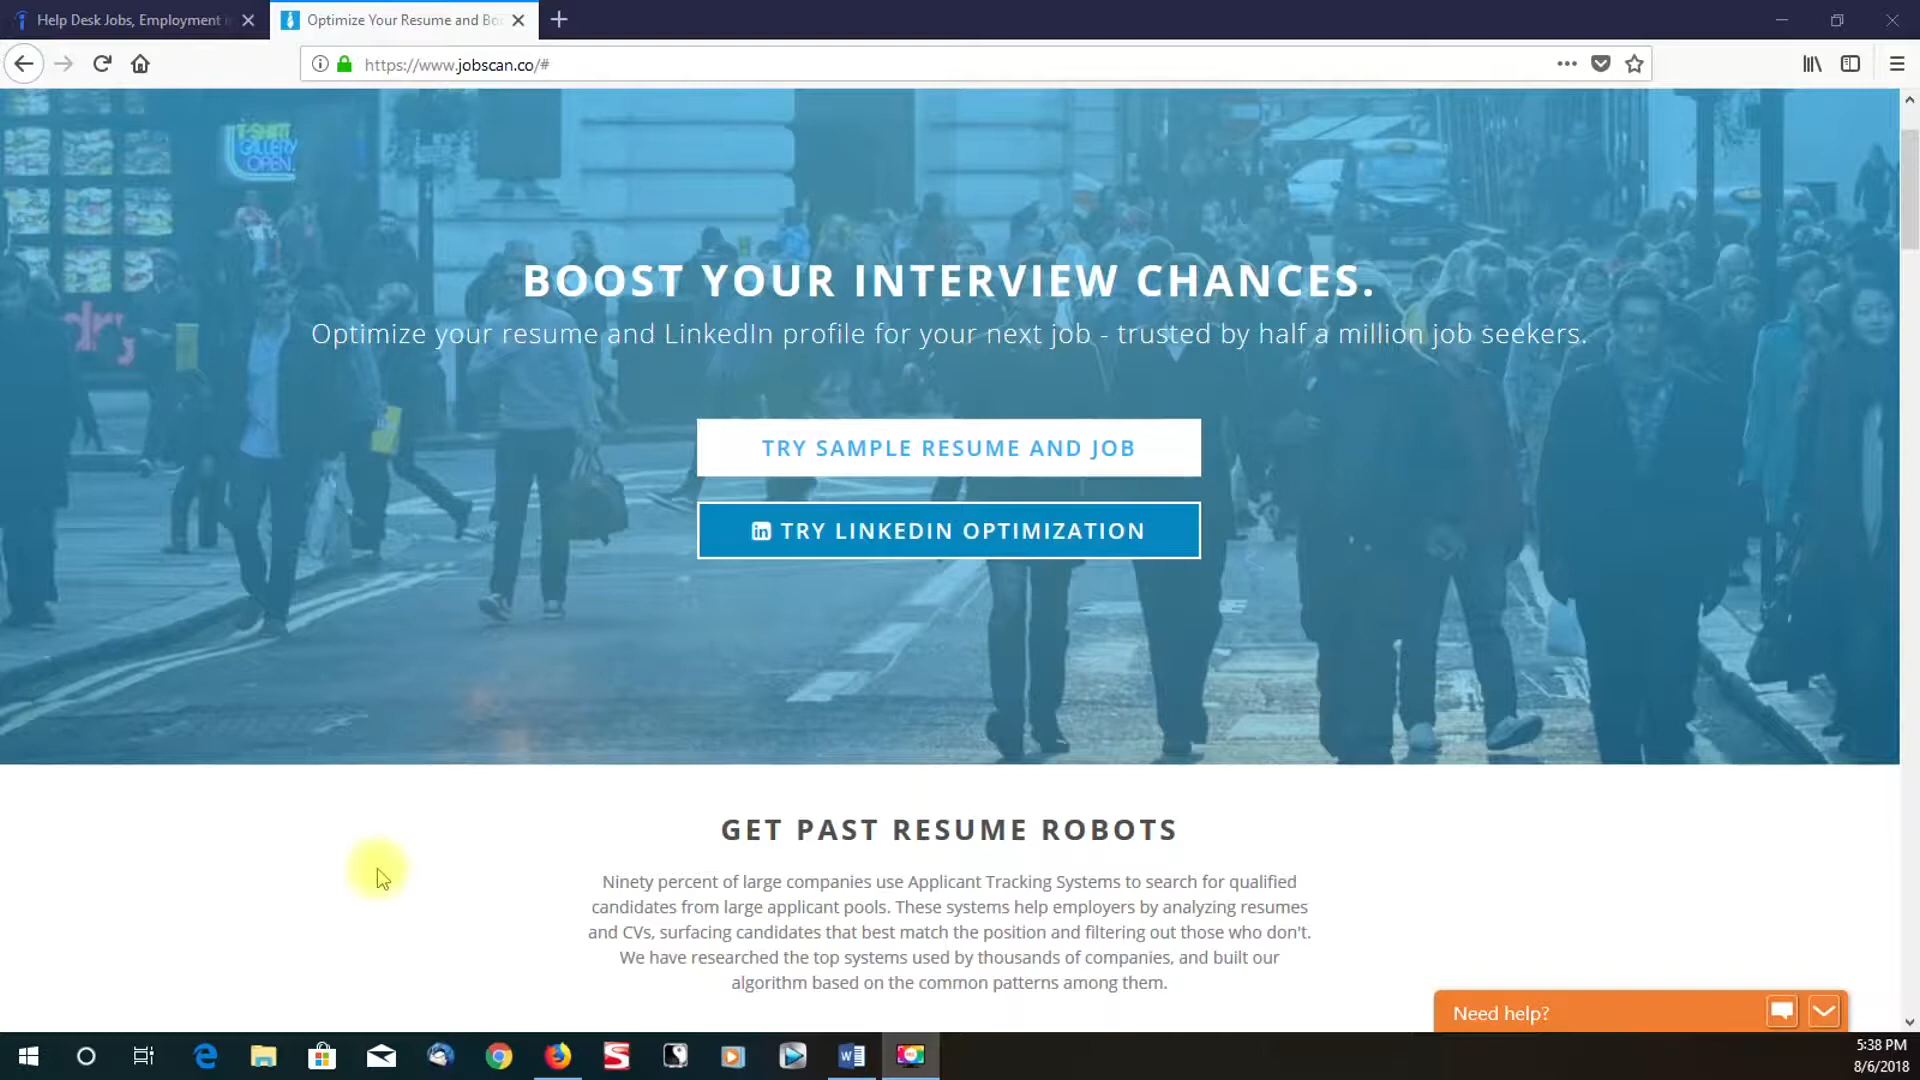 Help Desk Jobs, Employment i
Optimize Your Resume and Bo
https://www.jobscan.co/#
T-SHIRT
GALLERY
OPEN
BOOST YOUR INTERVIEW CHANCES.
Optimize your resume and LinkedIn profile for your next job - trusted by half a million job seekers.
TRY SAMPLE RESUME AND JOB
in TRY LINKEDIN OPTIMIZATION
GET PAST RESUME ROBOTS
Ninety percent of large companies use Applicant Tracking Systems to search for qualified
candidates from large applicant pools. These systems help employers by analyzing resumes
and CVs, surfacing candidates that best match the position and filtering out those who don't.
We have researched the top systems used by thousands of companies, and built our
algorithm based on the common patterns among them.
Need help?
5:38 PM
8/6/2018